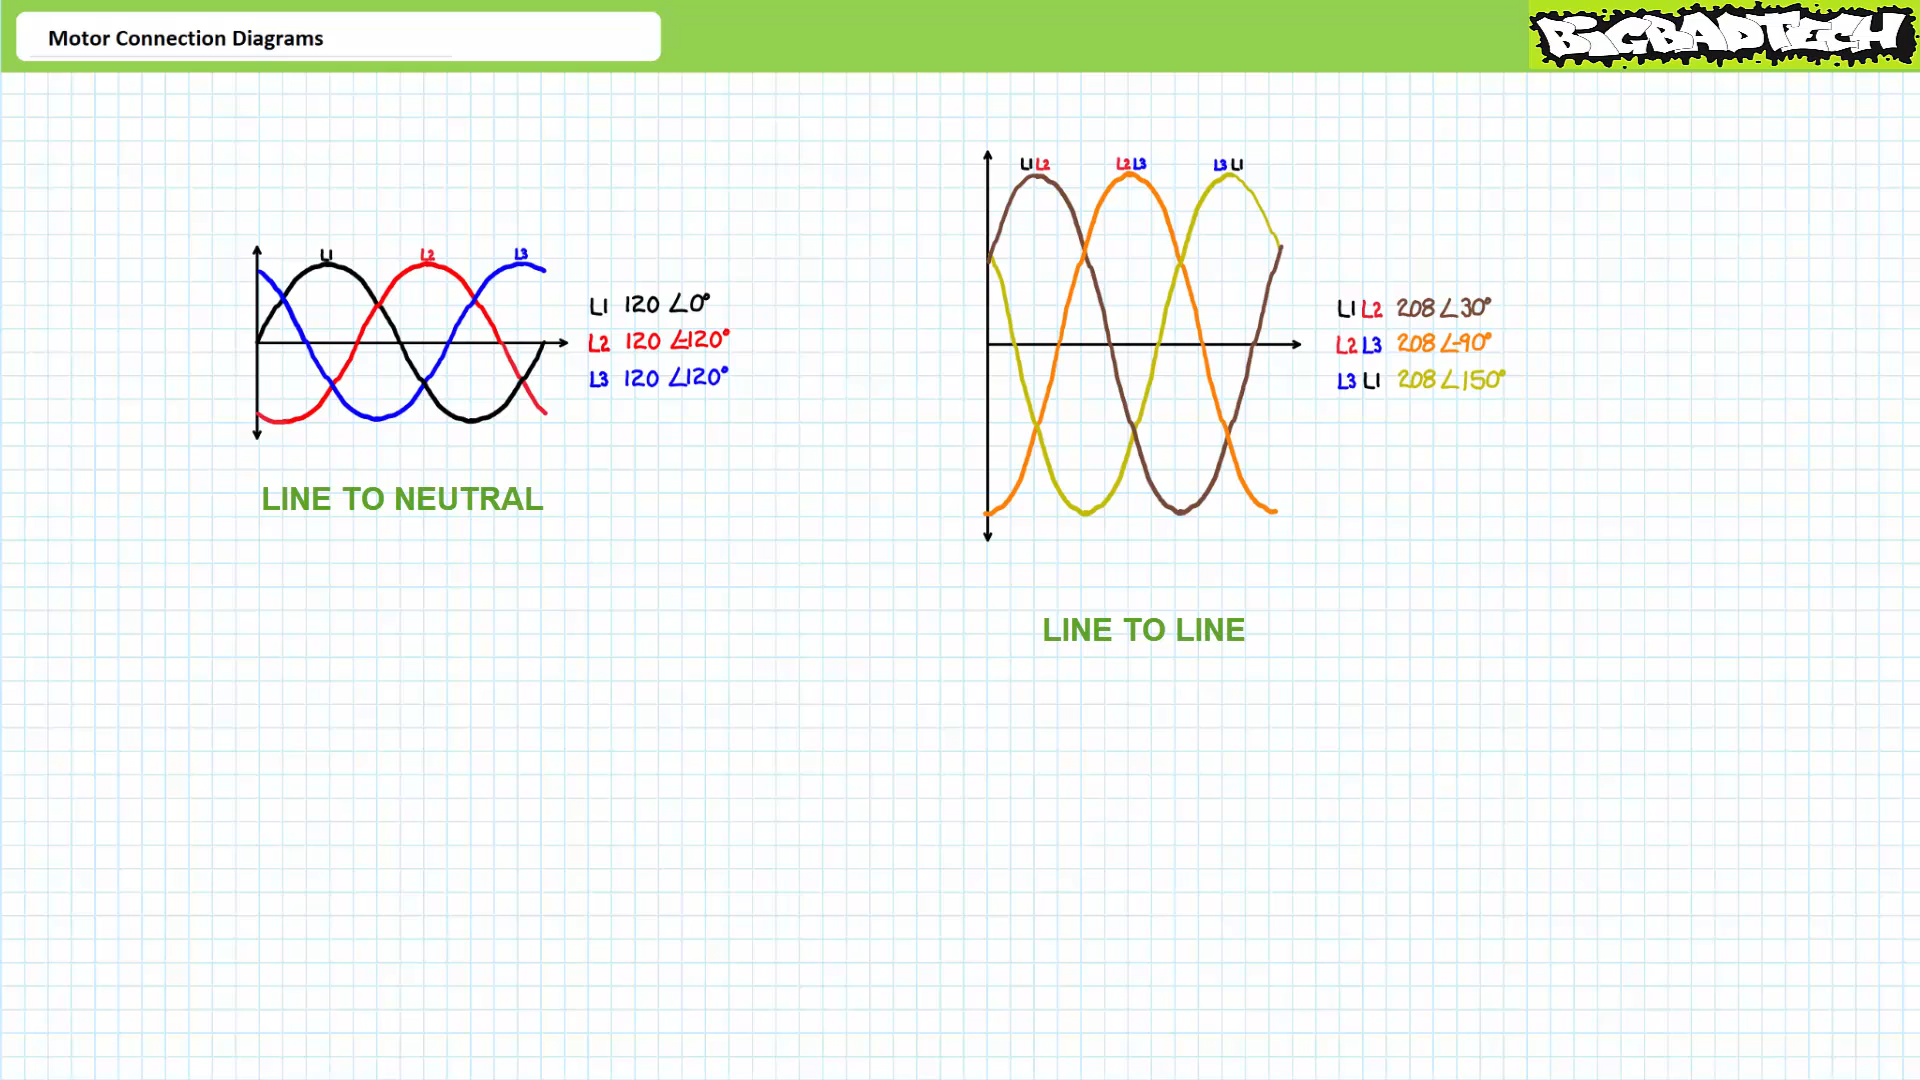 Motor Connection Diagrams
BIGBADTECH
L1 L2 L3
L1 120 ∠0°
L2 120 ∠-120°
L3 120 ∠120°
LINE TO NEUTRAL
L1 L2 L2 L3 L3 L1
L1 L2 208 ∠30°
L2 L3 208 ∠-90°
L3 L1 208 ∠150°
LINE TO LINE